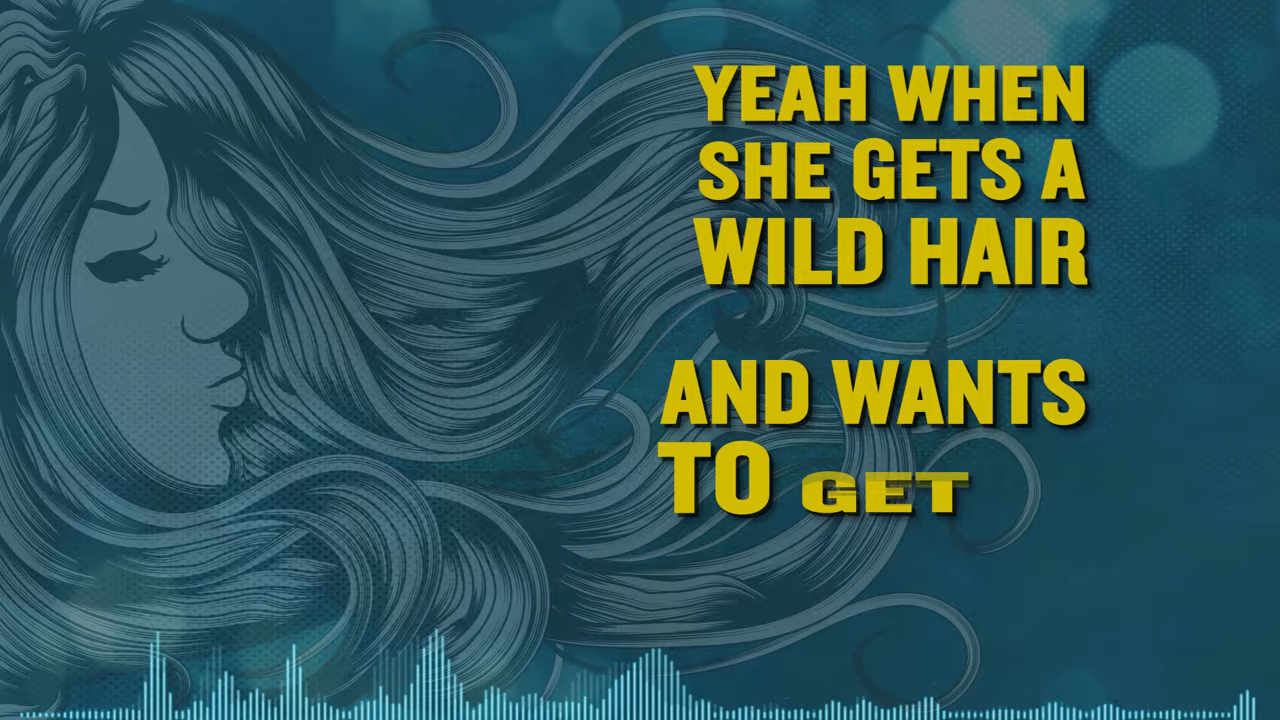 YEAH WHEN
SHE GETS A
WILD HAIR
AND WANTS
TO GET